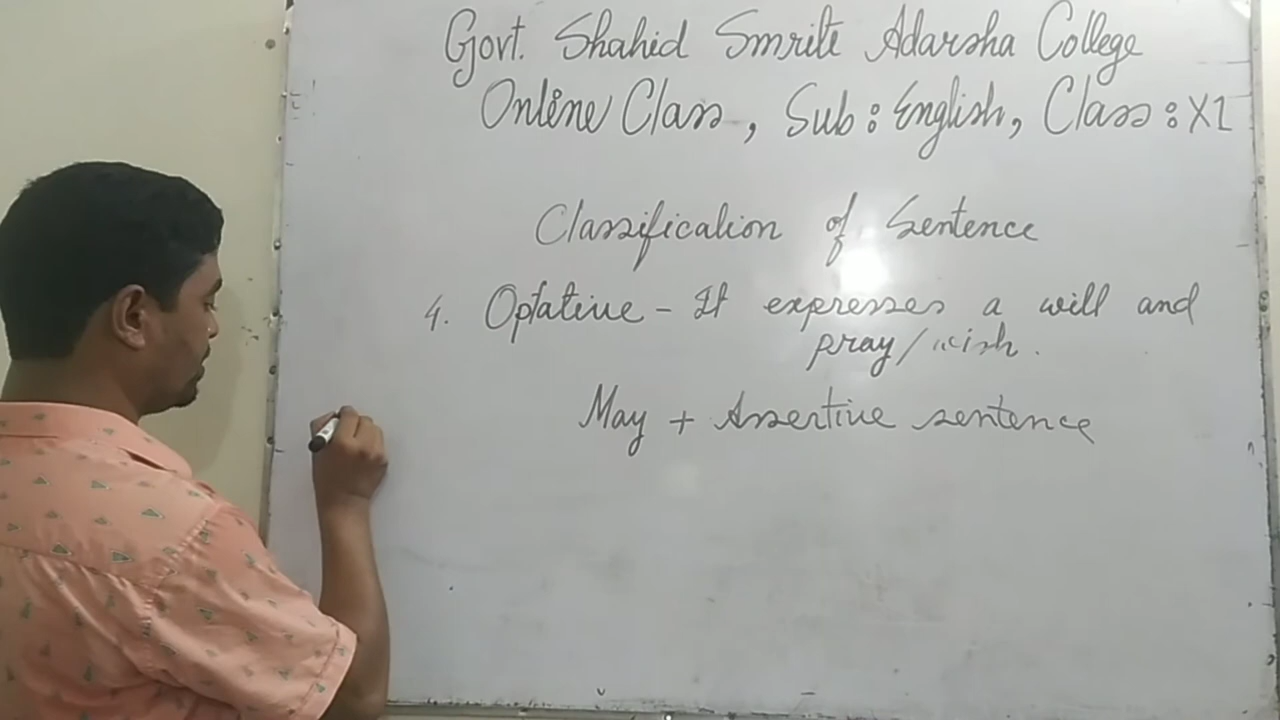 Govt. Shahid Smrite Adarsha College
Online Class, Sub: English, Class: XI
Classification of Sentence
4. Optative - It expresses a will and
pray/wish.
May + Assertive sentence